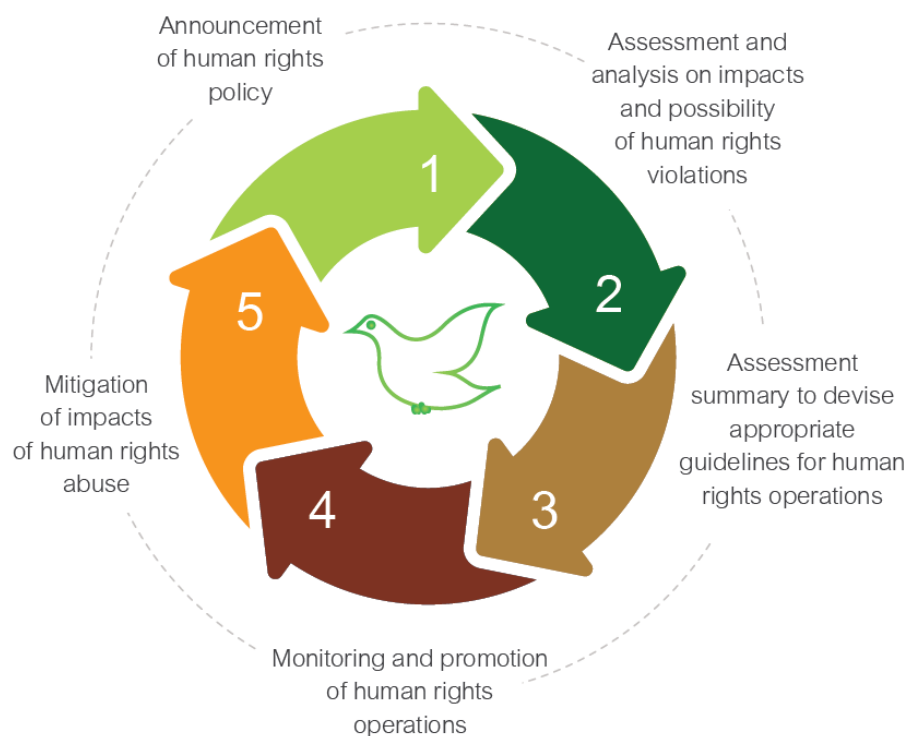 Announcement
of human rights
policy
1
Assessment and
analysis on impacts
and possibility
of human rights
violations
2
Assessment
summary to devise
appropriate
guidelines for human
rights operations
3
Monitoring and promotion
of human rights
operations
4
Mitigation
of impacts
of human rights
abuse
5